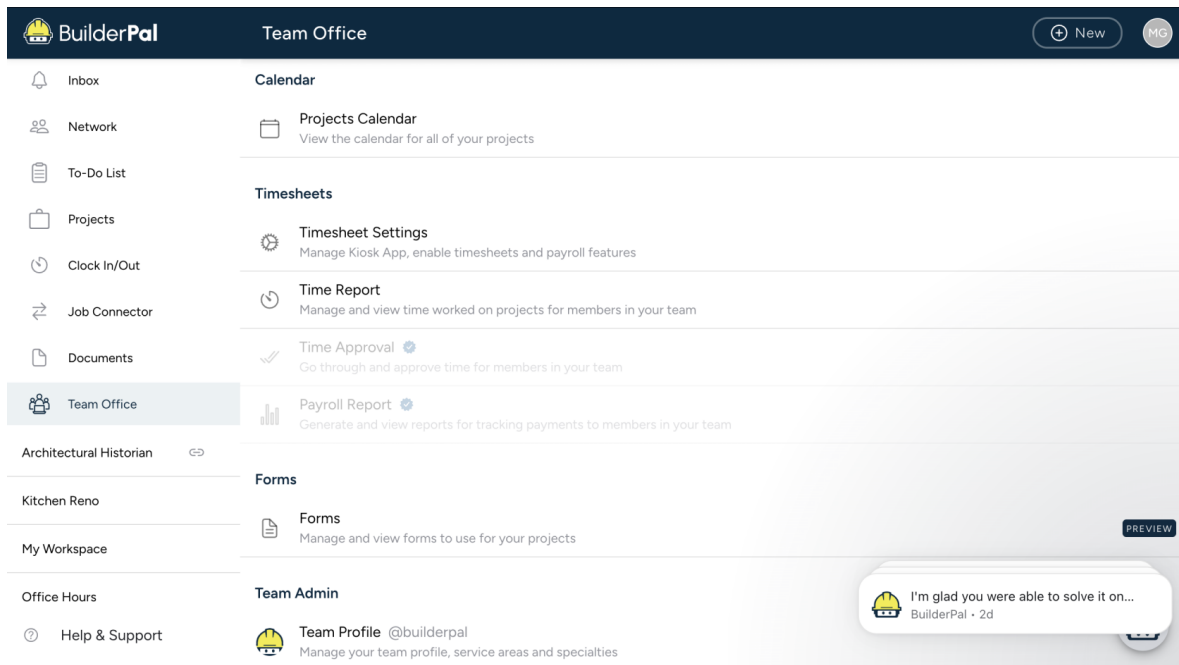 BuilderPal
Team Office
New
MG
Inbox
Network
To-Do List
Projects
Clock In/Out
Job Connector
Documents
Team Office
Architectural Historian
Kitchen Reno
My Workspace
Office Hours
Help & Support
Calendar
Projects Calendar
View the calendar for all of your projects
Timesheets
Timesheet Settings
Manage Kiosk App, enable timesheets and payroll features
Time Report
Manage and view time worked on projects for members in your team
Time Approval
Go through and approve time for members in your team
Payroll Report
Generate and view reports for tracking payments to members in your team
Forms
Forms
Manage and view forms to use for your projects
PREVIEW
Team Admin
Team Profile @builderpal
Manage your team profile, service areas and specialties
I'm glad you were able to solve it on...
BuilderPal • 2d